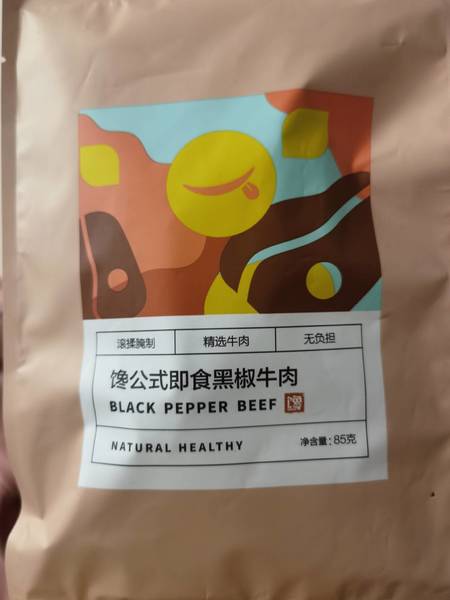 滚揉腌制 精选牛肉 无负担
馋公式即食黑椒牛肉
BLACK PEPPER BEEF
NATURAL HEALTHY 净含量：85克